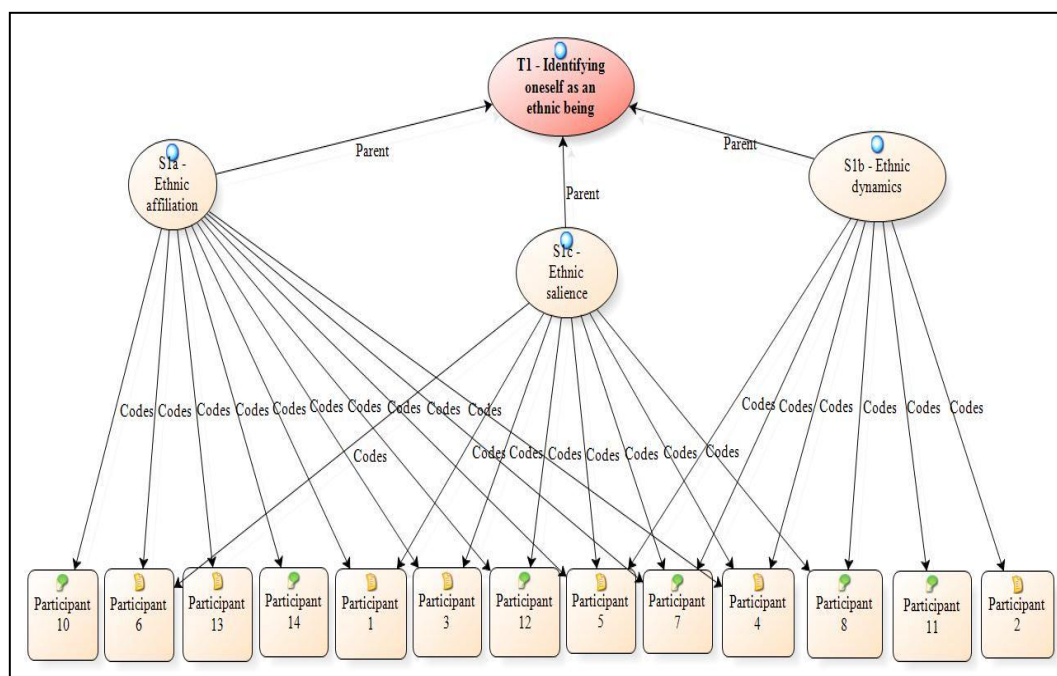 T1 - Identifying
oneself as an
ethnic being
Parent
Parent
Parent
S1a -
Ethnic
affiliation
S1b - Ethnic
dynamics
S1c -
Ethnic
salience
Codes Codes Codes Codes Codes Codes Codes Codes Codes Codes
Codes
Codes Codes Codes Codes Codes Codes Codes
Codes Codes Codes Codes Codes Codes
Participant
10
Participant
6
Participant
13
Participant
14
Participant
1
Participant
3
Participant
12
Participant
5
Participant
7
Participant
4
Participant
8
Participant
11
Participant
2